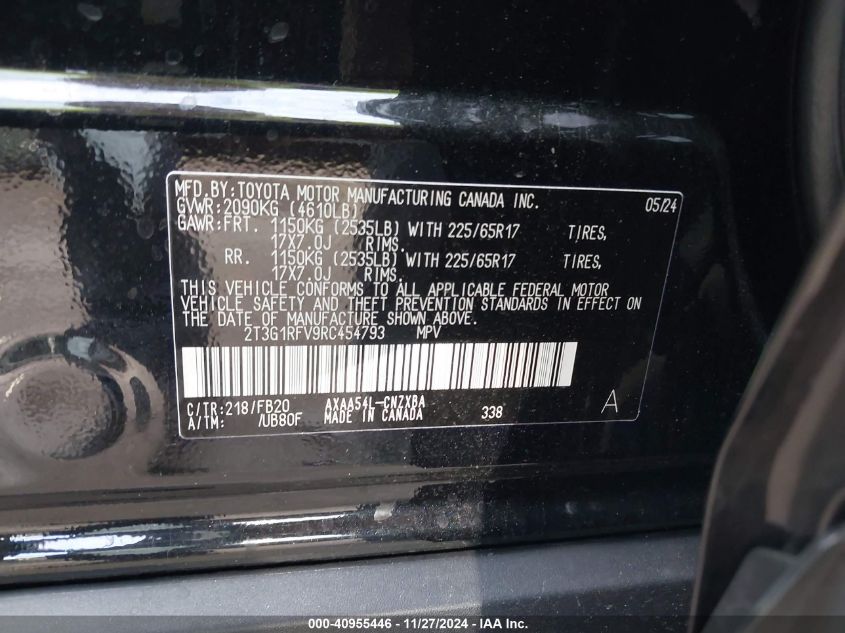 MFD.BY:TOYOTA MOTOR MANUFACTURING CANADA INC. 05/24
GVWR:2090KG (4610LB)
GAWR:FRT. 1150KG (2535LB) WITH 225/65R17 TIRES,
17X7.0J RIMS.
RR. 1150KG (2535LB) WITH 225/65R17 TIRES,
17X7.0J RIMS.
THIS VEHICLE CONFORMS TO ALL APPLICABLE FEDERAL MOTOR
VEHICLE SAFETY AND THEFT PREVENTION STANDARDS IN EFFECT ON
THE DATE OF MANUFACTURE SHOWN ABOVE.
2T3G1RFV9RC454793 MPV
C/TR:218/FB20 AXAA54L-CNZXBA
A/TM: /UB80F MADE IN CANADA 338 A
000-40955446 - 11/27/2024 - IAA Inc.